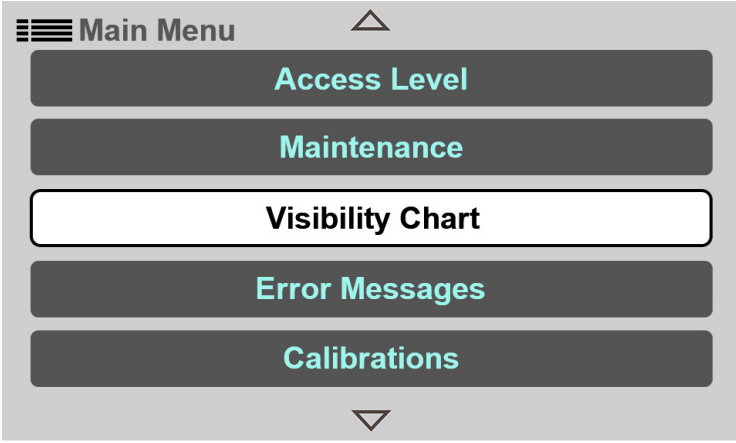 Main Menu
Access Level
Maintenance
Visibility Chart
Error Messages
Calibrations